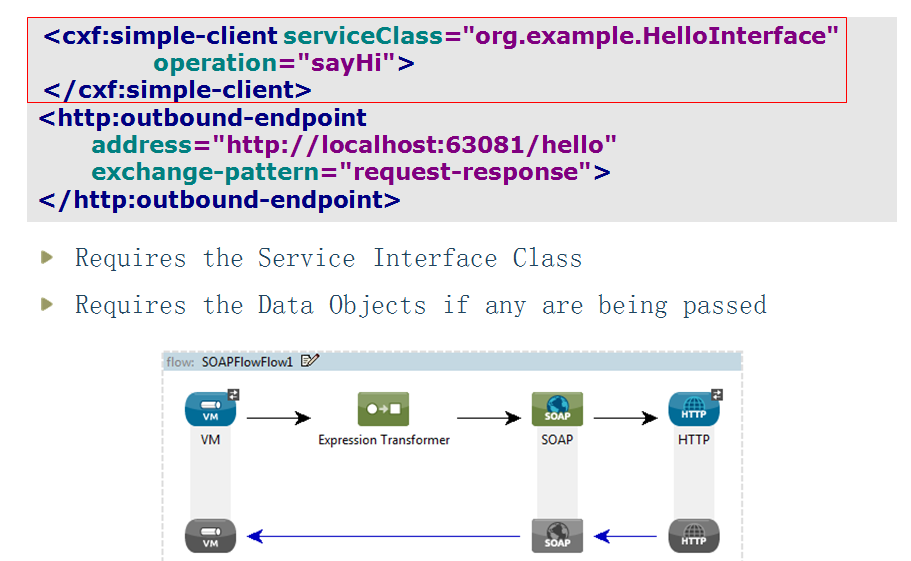 <cxf:simple-client serviceClass="org.example.HelloInterface"
operation="sayHi">
</cxf:simple-client>
<http:outbound-endpoint
address="http://localhost:63081/hello"
exchange-pattern="request-response">
</http:outbound-endpoint>
Requires the Service Interface Class
Requires the Data Objects if any are being passed
flow: SOAPFlowFlow1
VM
SOAP
HTTP
VM
Expression Transformer
SOAP
HTTP
VM
SOAP
HTTP